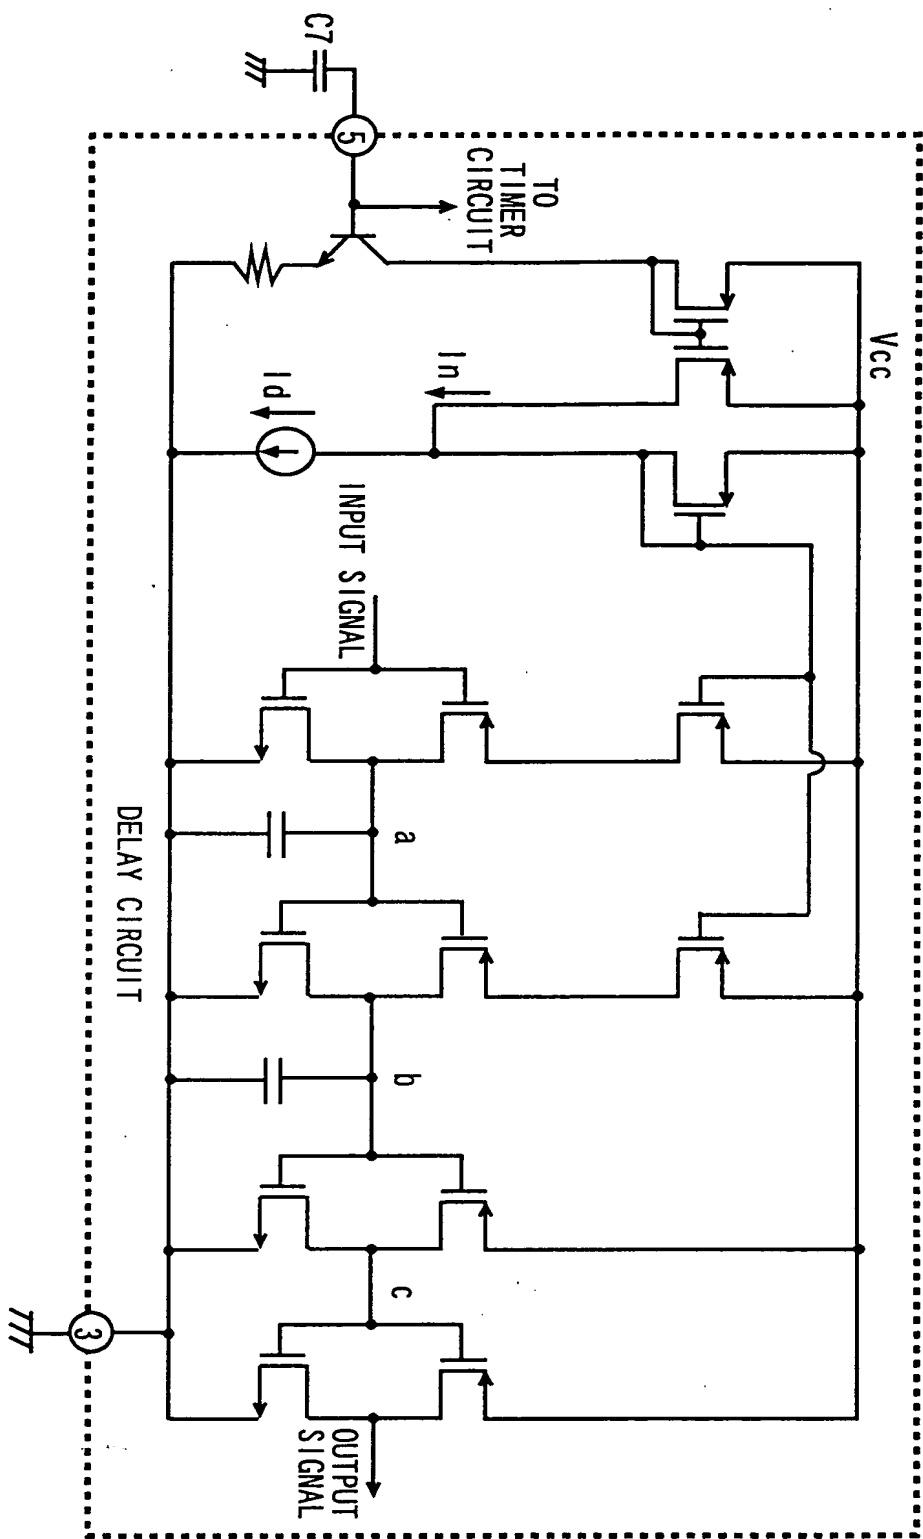 C7
5
TO
TIMER
CIRCUIT
Vcc
In
Id
INPUT SIGNAL
a
b
c
DELAY CIRCUIT
3
OUTPUT
SIGNAL